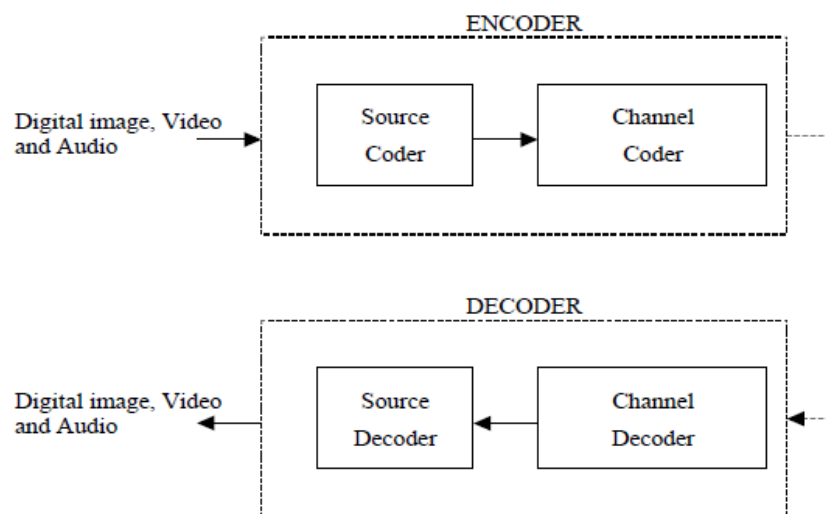 ENCODER
Digital image, Video
and Audio
Source
Coder
Channel
Coder
DECODER
Digital image, Video
and Audio
Source
Decoder
Channel
Decoder